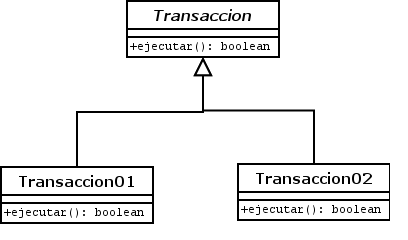 Transaccion
+ejecutar(): boolean
Transaccion01
+ejecutar(): boolean
Transaccion02
+ejecutar(): boolean